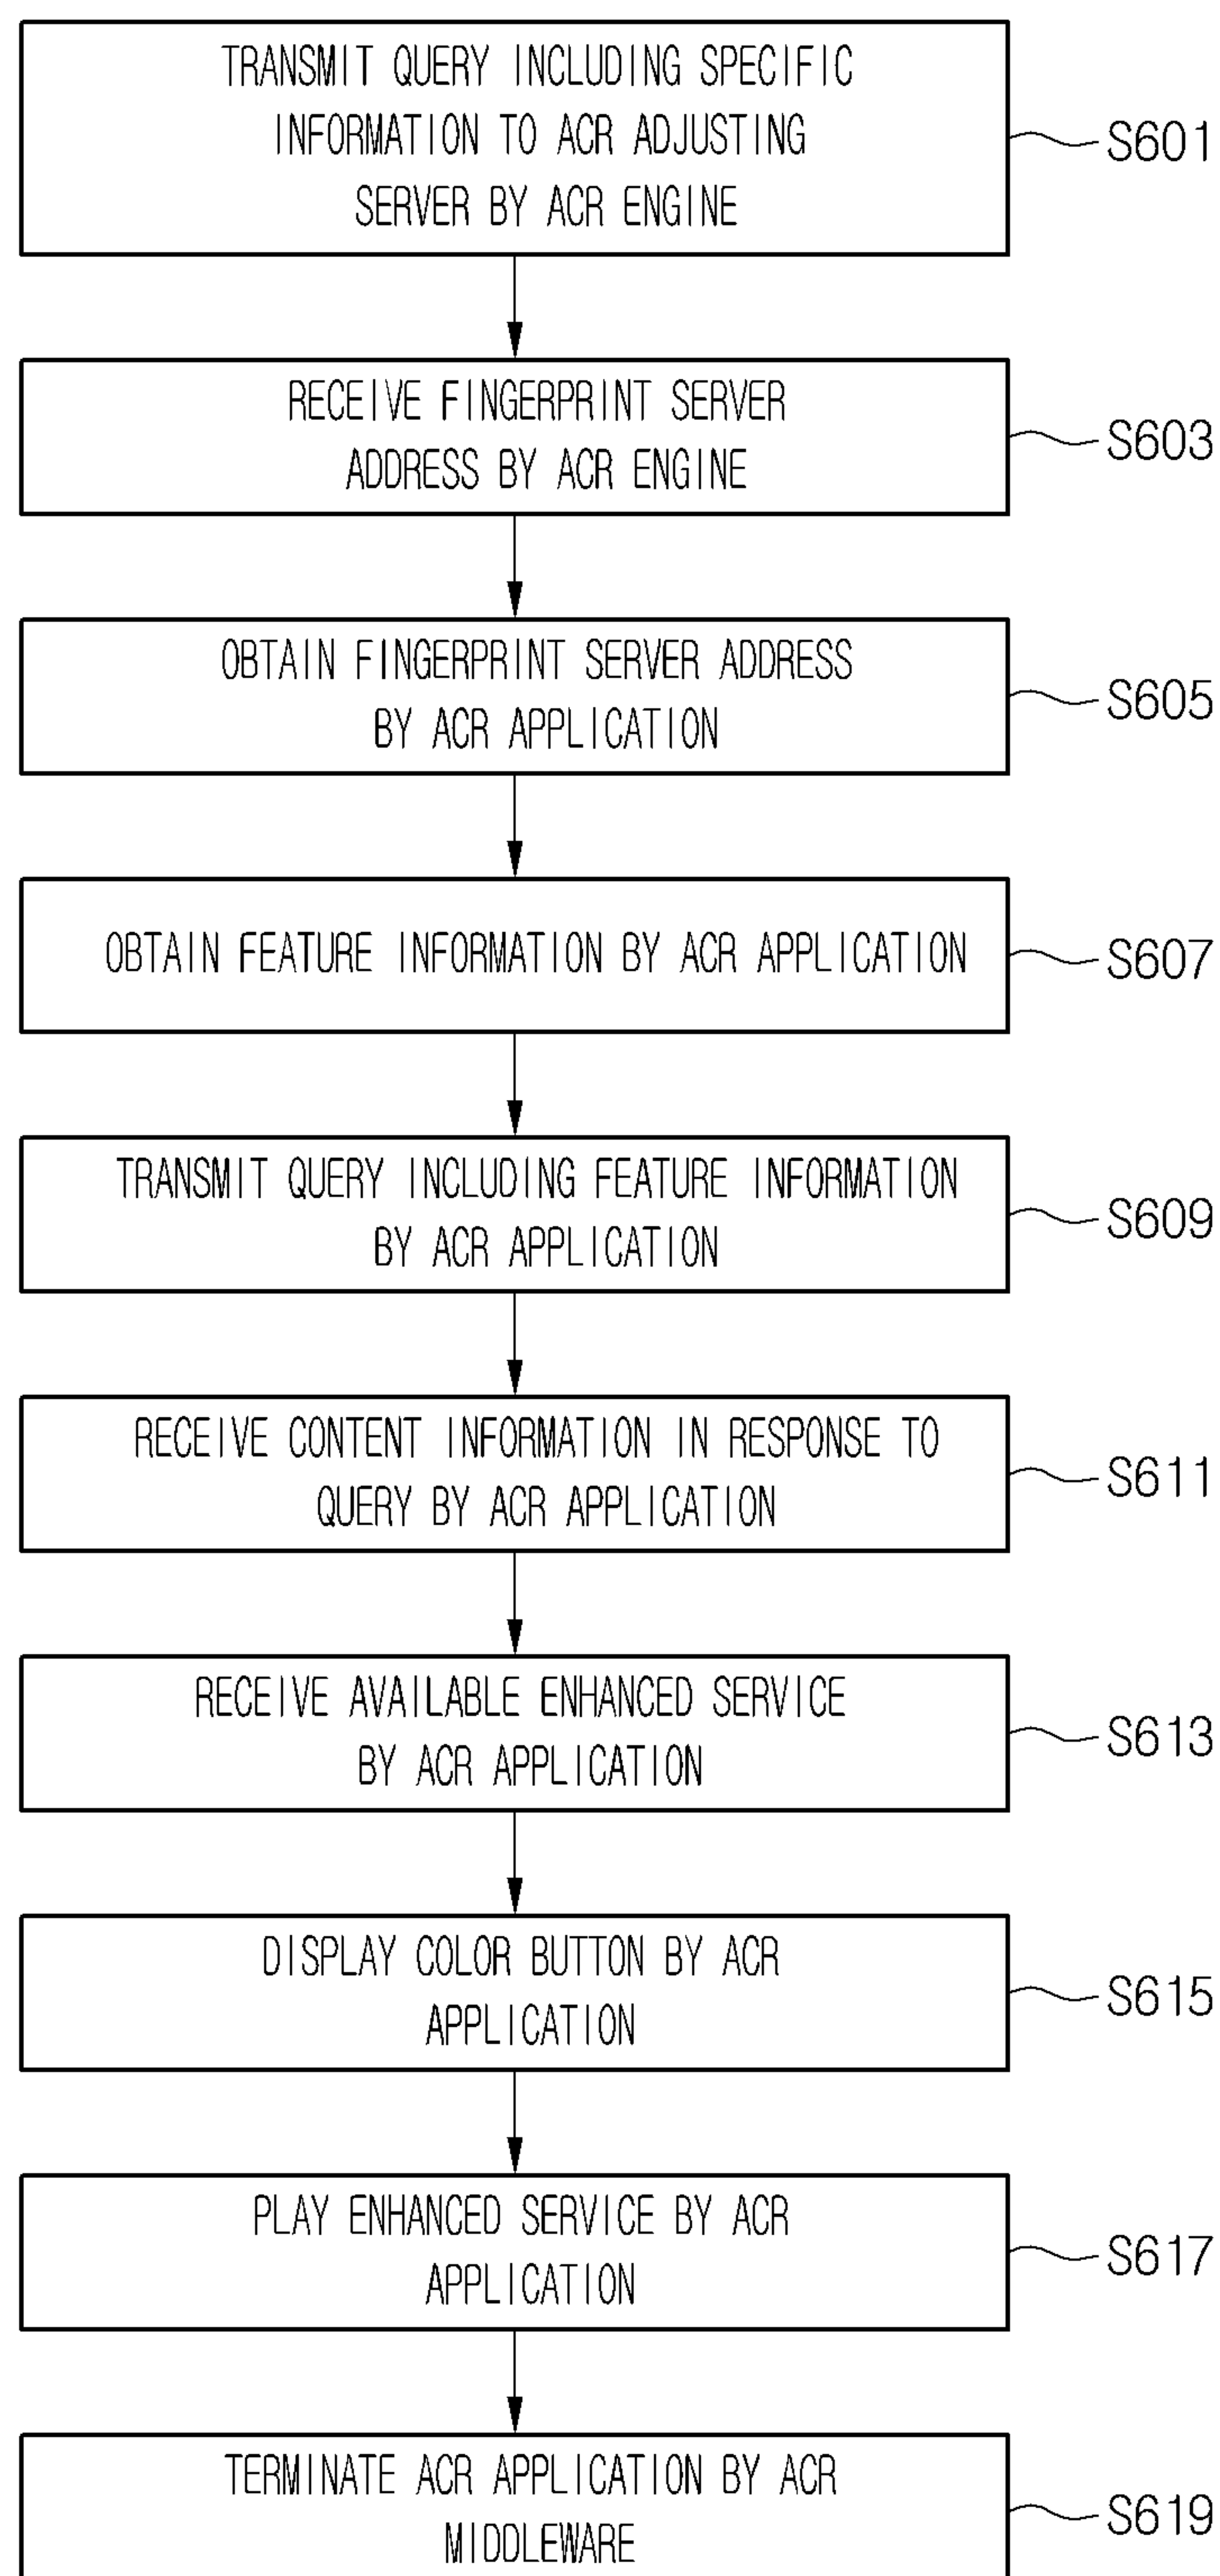 TRANSMIT QUERY INCLUDING SPECIFIC
INFORMATION TO ACR ADJUSTING
SERVER BY ACR ENGINE
S601
RECEIVE FINGERPRINT SERVER
ADDRESS BY ACR ENGINE
S603
OBTAIN FINGERPRINT SERVER ADDRESS
BY ACR APPLICATION
S605
OBTAIN FEATURE INFORMATION BY ACR APPLICATION
S607
TRANSMIT QUERY INCLUDING FEATURE INFORMATION
BY ACR APPLICATION
S609
RECEIVE CONTENT INFORMATION IN RESPONSE TO
QUERY BY ACR APPLICATION
S611
RECEIVE AVAILABLE ENHANCED SERVICE
BY ACR APPLICATION
S613
DISPLAY COLOR BUTTON BY ACR
APPLICATION
S615
PLAY ENHANCED SERVICE BY ACR
APPLICATION
S617
TERMINATE ACR APPLICATION BY ACR
MIDDLEWARE
S619